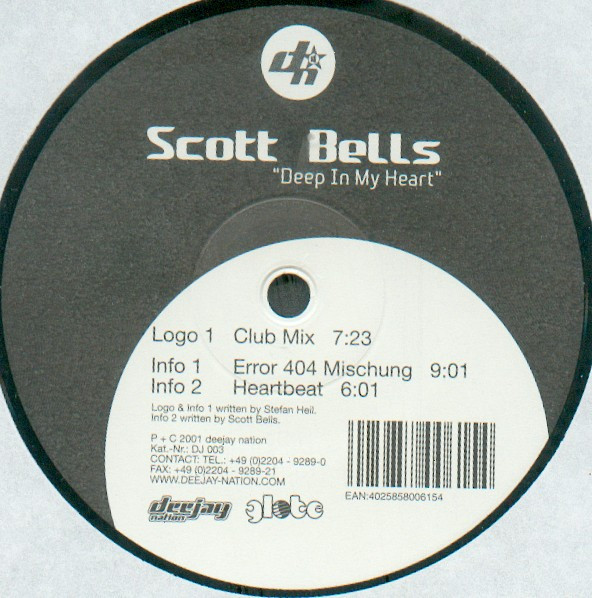 dn
Scott Bells
"Deep In My Heart"
Logo 1 Club Mix 7:23
Info 1 Error 404 Mischung 9:01
Info 2 Heartbeat 6:01
Logo & Info 1 written by Stefan Heil.
Info 2 written by Scott Bells.
P + C 2001 deejay nation
Kat.-Nr.: DJ 003
CONTACT: TEL.: +49 (0)2204 - 9289-0
FAX: +49 (0)2204 - 9289-21
WWW.DEEJAY-NATION.COM
EAN:4025858006154
deejay nation globe